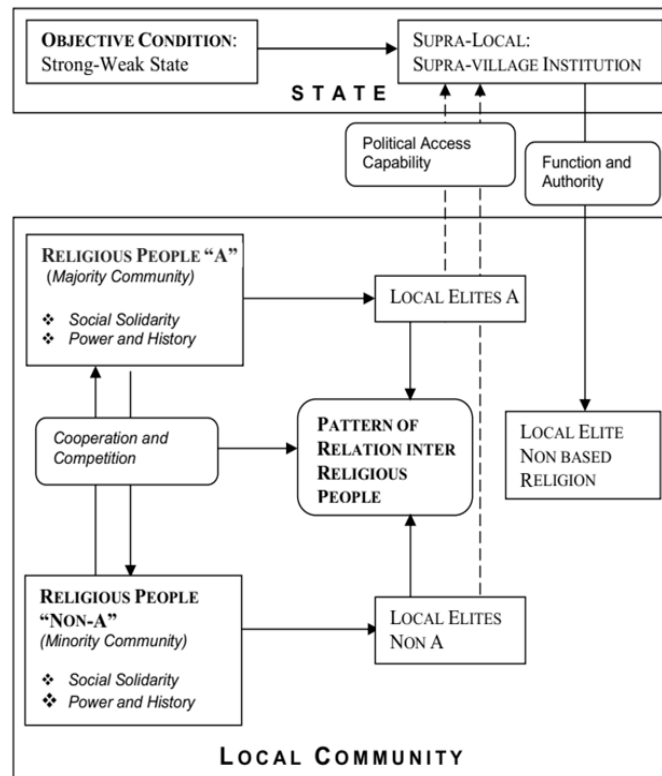 OBJECTIVE CONDITION:
Strong-Weak State
SUPRA-LOCAL:
SUPRA-VILLAGE INSTITUTION
STATE
Political Access
Capability
Function and
Authority
RELIGIOUS PEOPLE “A”
(Majority Community)
❖ Social Solidarity
❖ Power and History
LOCAL ELITES A
Cooperation and
Competition
PATTERN OF
RELATION INTER
RELIGIOUS
PEOPLE
LOCAL ELITE
NON BASED
RELIGION
RELIGIOUS PEOPLE
“NON-A”
(Minority Community)
❖ Social Solidarity
❖ Power and History
LOCAL ELITES
NON A
LOCAL COMMUNITY